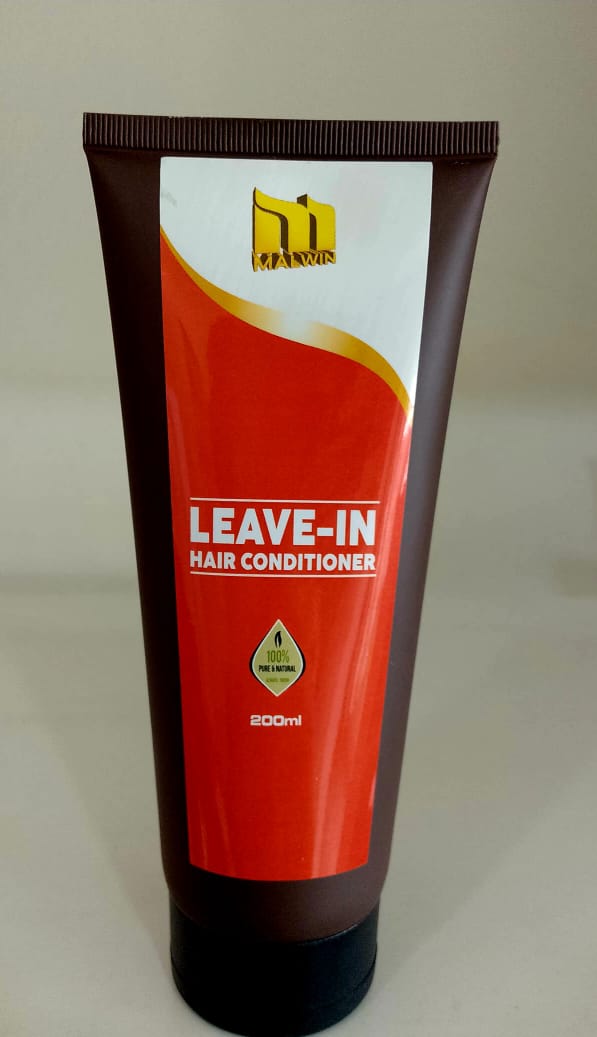 MALWIN
LEAVE-IN
HAIR CONDITIONER
100%
PURE & NATURAL
200ml